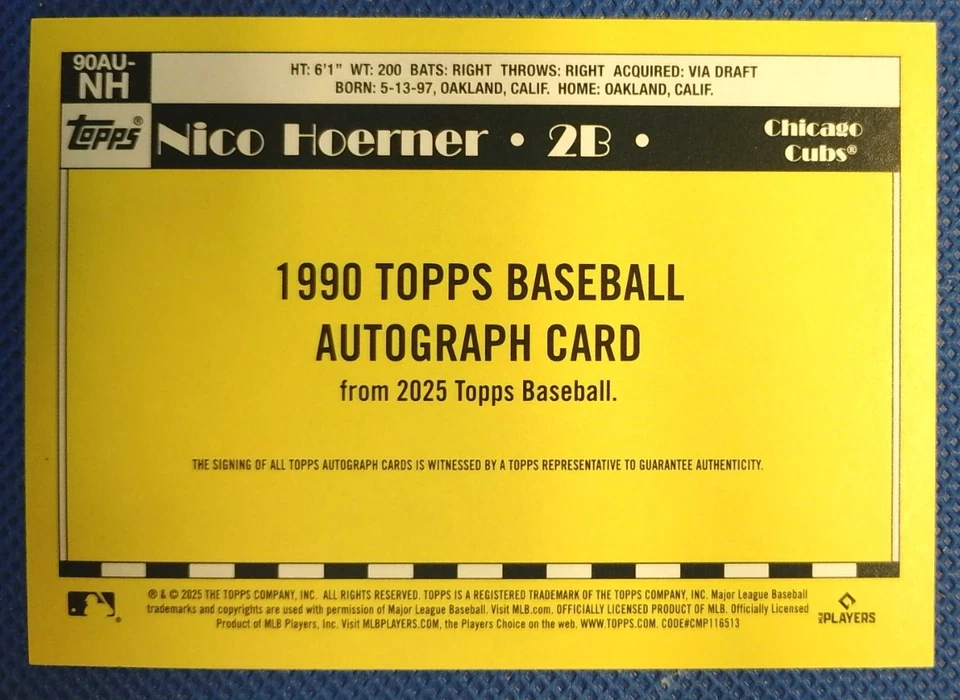 90AU-
NH
HT: 6'1" WT: 200 BATS: RIGHT THROWS: RIGHT ACQUIRED: VIA DRAFT
BORN: 5-13-97, OAKLAND, CALIF. HOME: OAKLAND, CALIF.
Topps®
Nico Hoerner • 2B •
Chicago
Cubs®
1990 TOPPS BASEBALL
AUTOGRAPH CARD
from 2025 Topps Baseball.
THE SIGNING OF ALL TOPPS AUTOGRAPH CARDS IS WITNESSED BY A TOPPS REPRESENTATIVE TO GUARANTEE AUTHENTICITY.
® & © 2025 THE TOPPS COMPANY, INC. ALL RIGHTS RESERVED. TOPPS IS A REGISTERED TRADEMARK OF THE TOPPS COMPANY, INC. Major League Baseball
trademarks and copyrights are used with permission of Major League Baseball. Visit MLB.com. OFFICIALLY LICENSED PRODUCT OF MLB. Officially Licensed
Product of MLB Players, Inc. Visit MLBPLAYERS.COM, the Players Choice on the web. WWW.TOPPS.COM. CODE#CMP116513
MLB PLAYERS